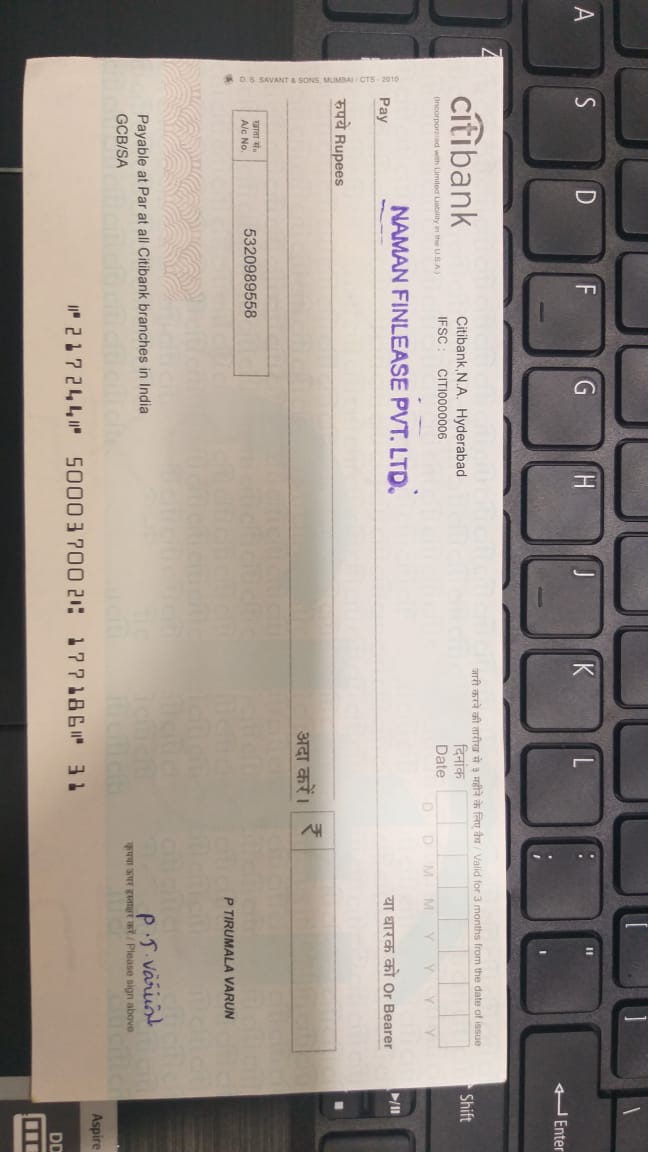 D. S. SAVANT & SONS, MUMBAI / CTS - 2010
citibank
(Incorporated with Limited Liability in the U.S.A.)
Citibank,N.A. Hyderabad
IFSC : CITI0000006
जारी करने की तारीख से ३ महीने के लिए वैध / Valid for 3 months from the date of issue
दिनांक
Date
D D M M Y Y Y Y
Pay
NAMAN FINLEASE PVT. LTD.
या धारक को Or Bearer
रुपये Rupees
अदा करें।
₹
खाता सं.
A/c No.
5320989558
P TIRUMALA VARUN
Payable at Par at all Citibank branches in India
GCB/SA
P.T.Varun
कृपया ऊपर हस्ताक्षर करें / Please sign above
⑈217244⑈ 500037002⑆ 177186⑈ 31
A
S
D
F
G
H
J
K
L
:
;
"
'
[
]
\
Enter
Z
Shift
Aspire